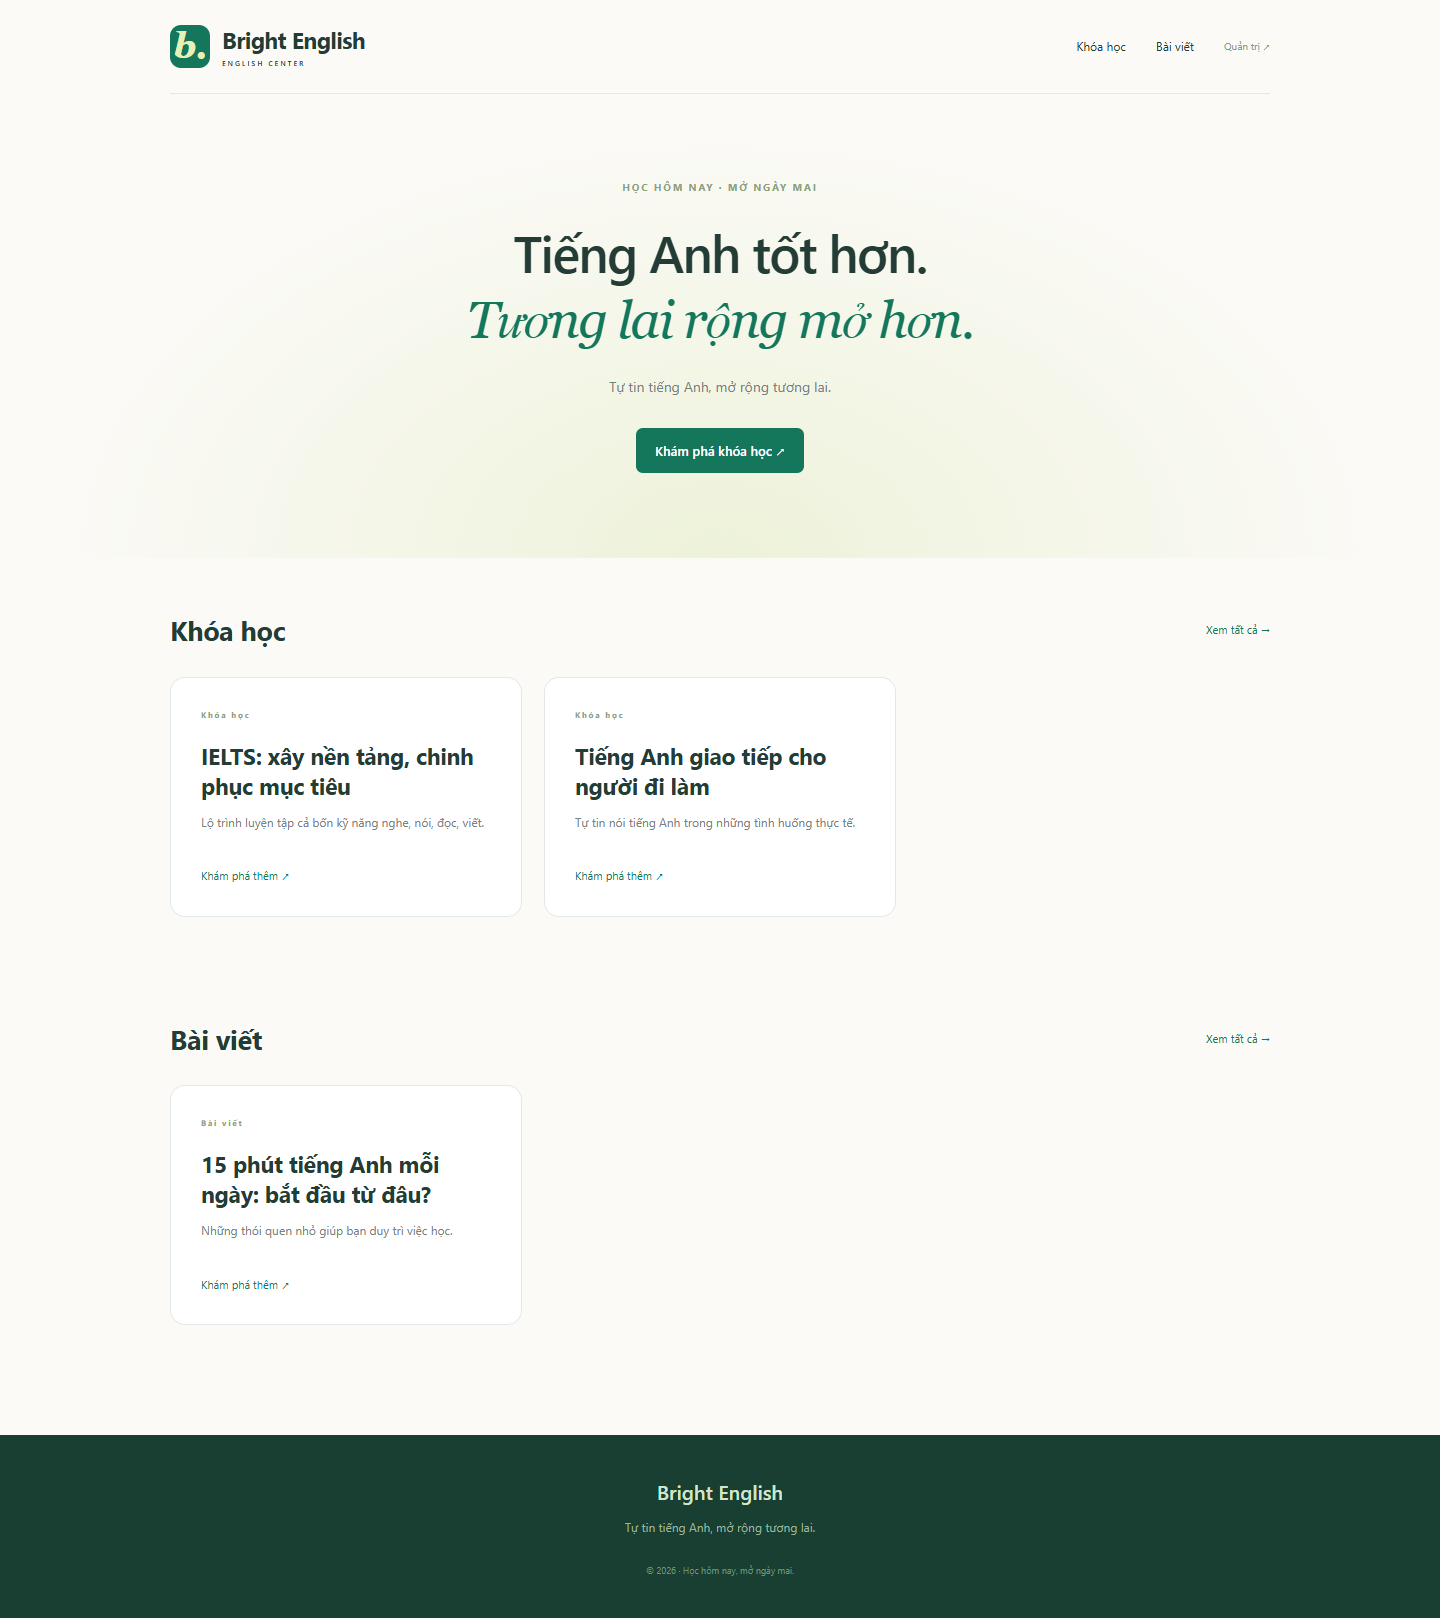 b.
Bright English
ENGLISH CENTER
Khóa học
Bài viết
Quản trị ↗
HỌC HÔM NAY · MỞ NGÀY MAI
Tiếng Anh tốt hơn.
Tương lai rộng mở hơn.
Tự tin tiếng Anh, mở rộng tương lai.
Khám phá khóa học ↗
Khóa học
Xem tất cả →
Khóa học
IELTS: xây nền tảng, chinh
phục mục tiêu
Lộ trình luyện tập cả bốn kỹ năng nghe, nói, đọc, viết.
Khám phá thêm ↗
Khóa học
Tiếng Anh giao tiếp cho
người đi làm
Tự tin nói tiếng Anh trong những tình huống thực tế.
Khám phá thêm ↗
Bài viết
Xem tất cả →
Bài viết
15 phút tiếng Anh mỗi
ngày: bắt đầu từ đâu?
Những thói quen nhỏ giúp bạn duy trì việc học.
Khám phá thêm ↗
Bright English
Tự tin tiếng Anh, mở rộng tương lai.
© 2026 · Học hôm nay, mở ngày mai.